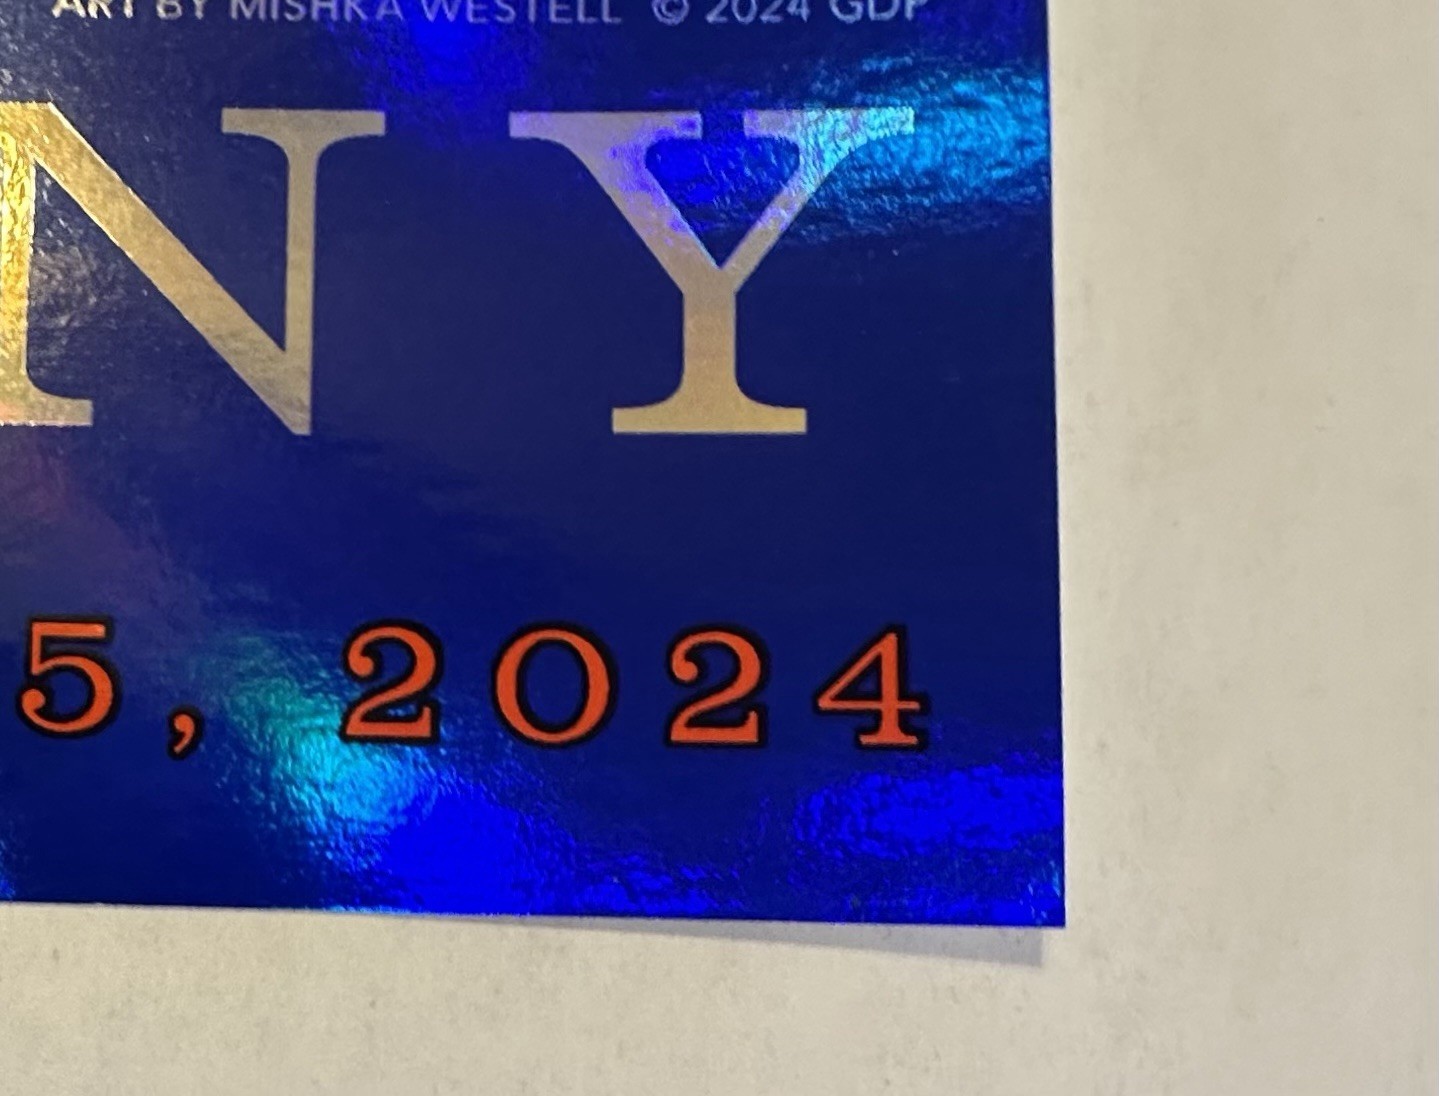 ART BY MISHKA WESTELL © 2024 GDP
NY
5, 2024